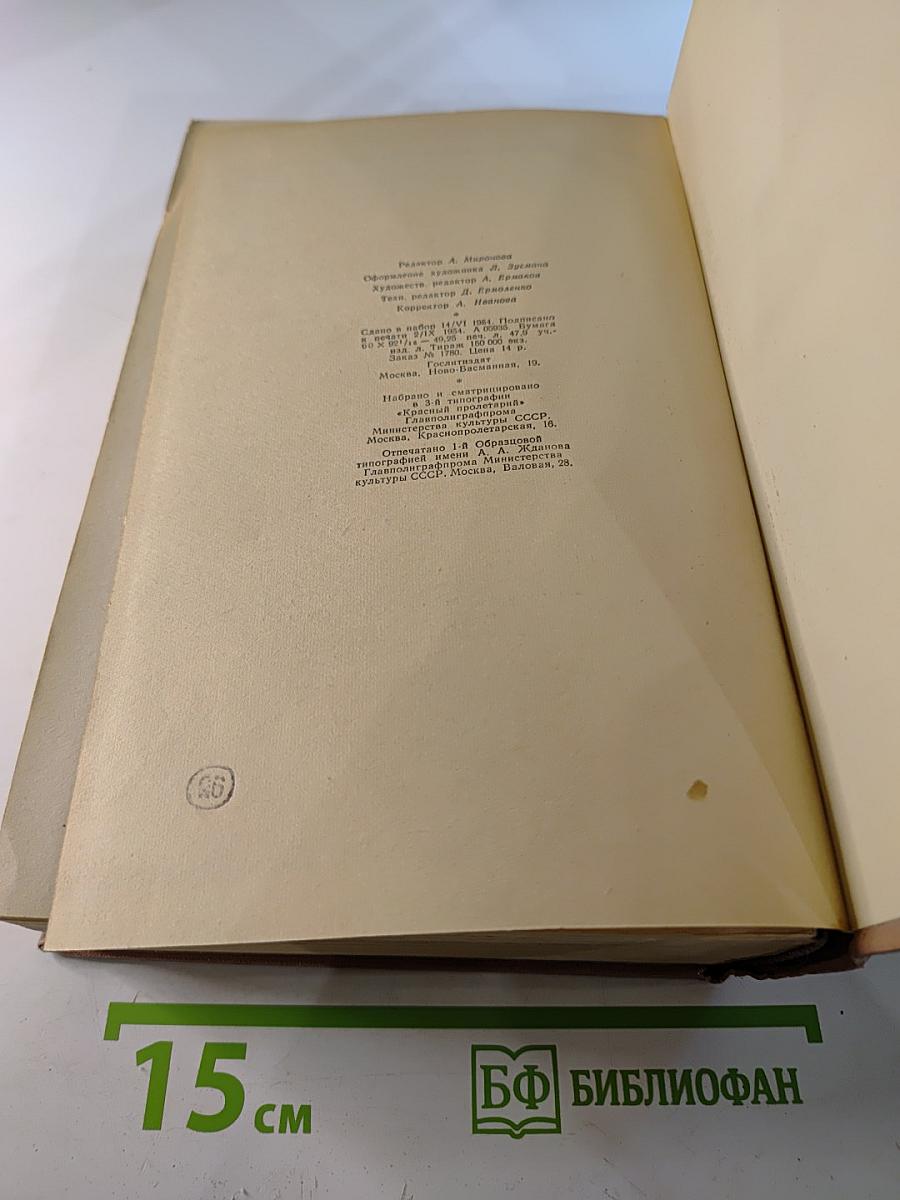 Редактор А. Миронова
Оформление художника Л. Зусмана
Художеств. редактор А. Ермаков
Техн. редактор Д. Ермоленко
Корректор А. Иванова
*
Сдано в набор 14/VI 1954. Подписано
к печати 2/IX 1954. А 05935. Бумага
60 X 92 1/16 — 49,25 печ. л. 47,9 уч.-
изд. л. Тираж 150 000 экз.
Заказ № 1780. Цена 14 р.
Гослитиздат
Москва, Ново-Басманная, 19.
*
Набрано и сматрицировано
в 3-й типографии
«Красный пролетарий»
Главполиграфпрома
Министерства культуры СССР.
Москва, Краснопролетарская, 16.
Отпечатано 1-й Образцовой
типографией имени А. А. Жданова
Главполиграфпрома Министерства
культуры СССР. Москва, Валовая, 28.
26
15 см
БФ БИБЛИОФАН